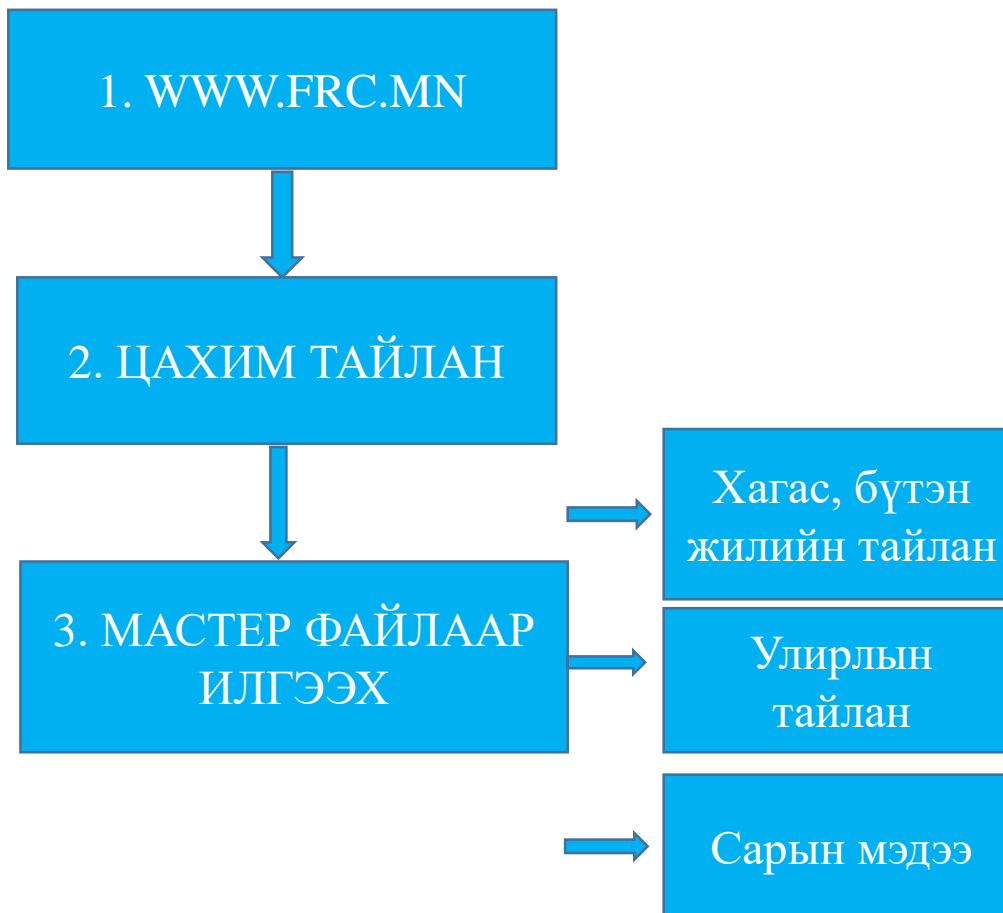 1. WWW.FRC.MN
2. ЦАХИМ ТАЙЛАН
3. МАСТЕР ФАЙЛААР
ИЛГЭЭХ
Хагас, бүтэн
жилийн тайлан
Улирлын
тайлан
Сарын мэдээ